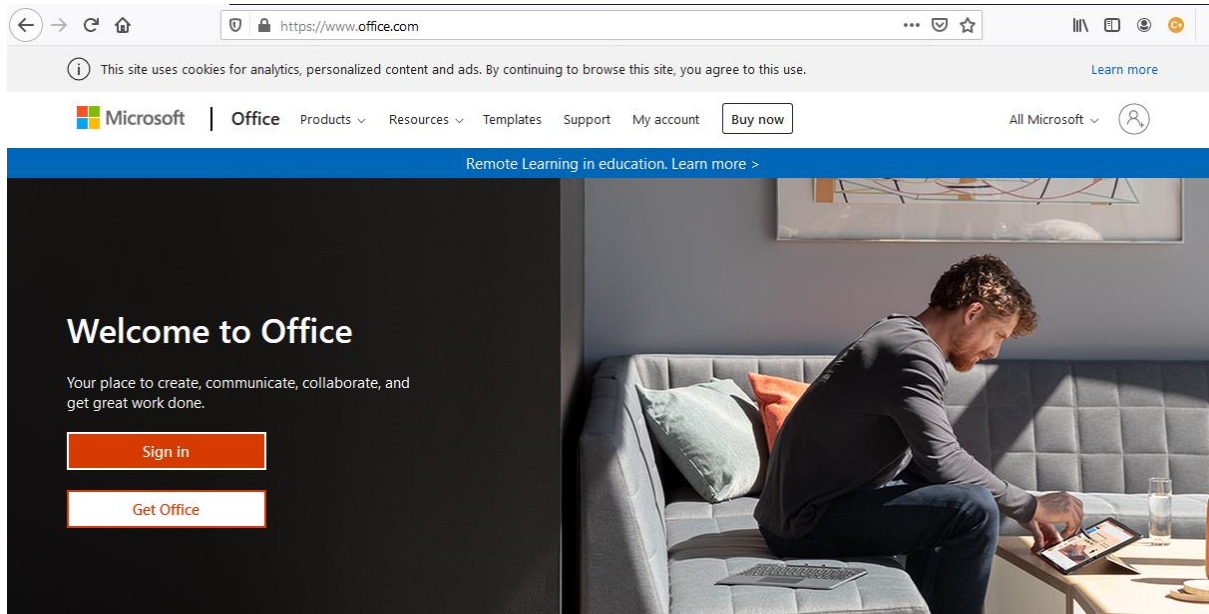 https://www.office.com
This site uses cookies for analytics, personalized content and ads. By continuing to browse this site, you agree to this use. Learn more
Microsoft Office Products Resources Templates Support My account Buy now All Microsoft
Remote Learning in education. Learn more >
Welcome to Office
Your place to create, communicate, collaborate, and
get great work done.
Sign in
Get Office